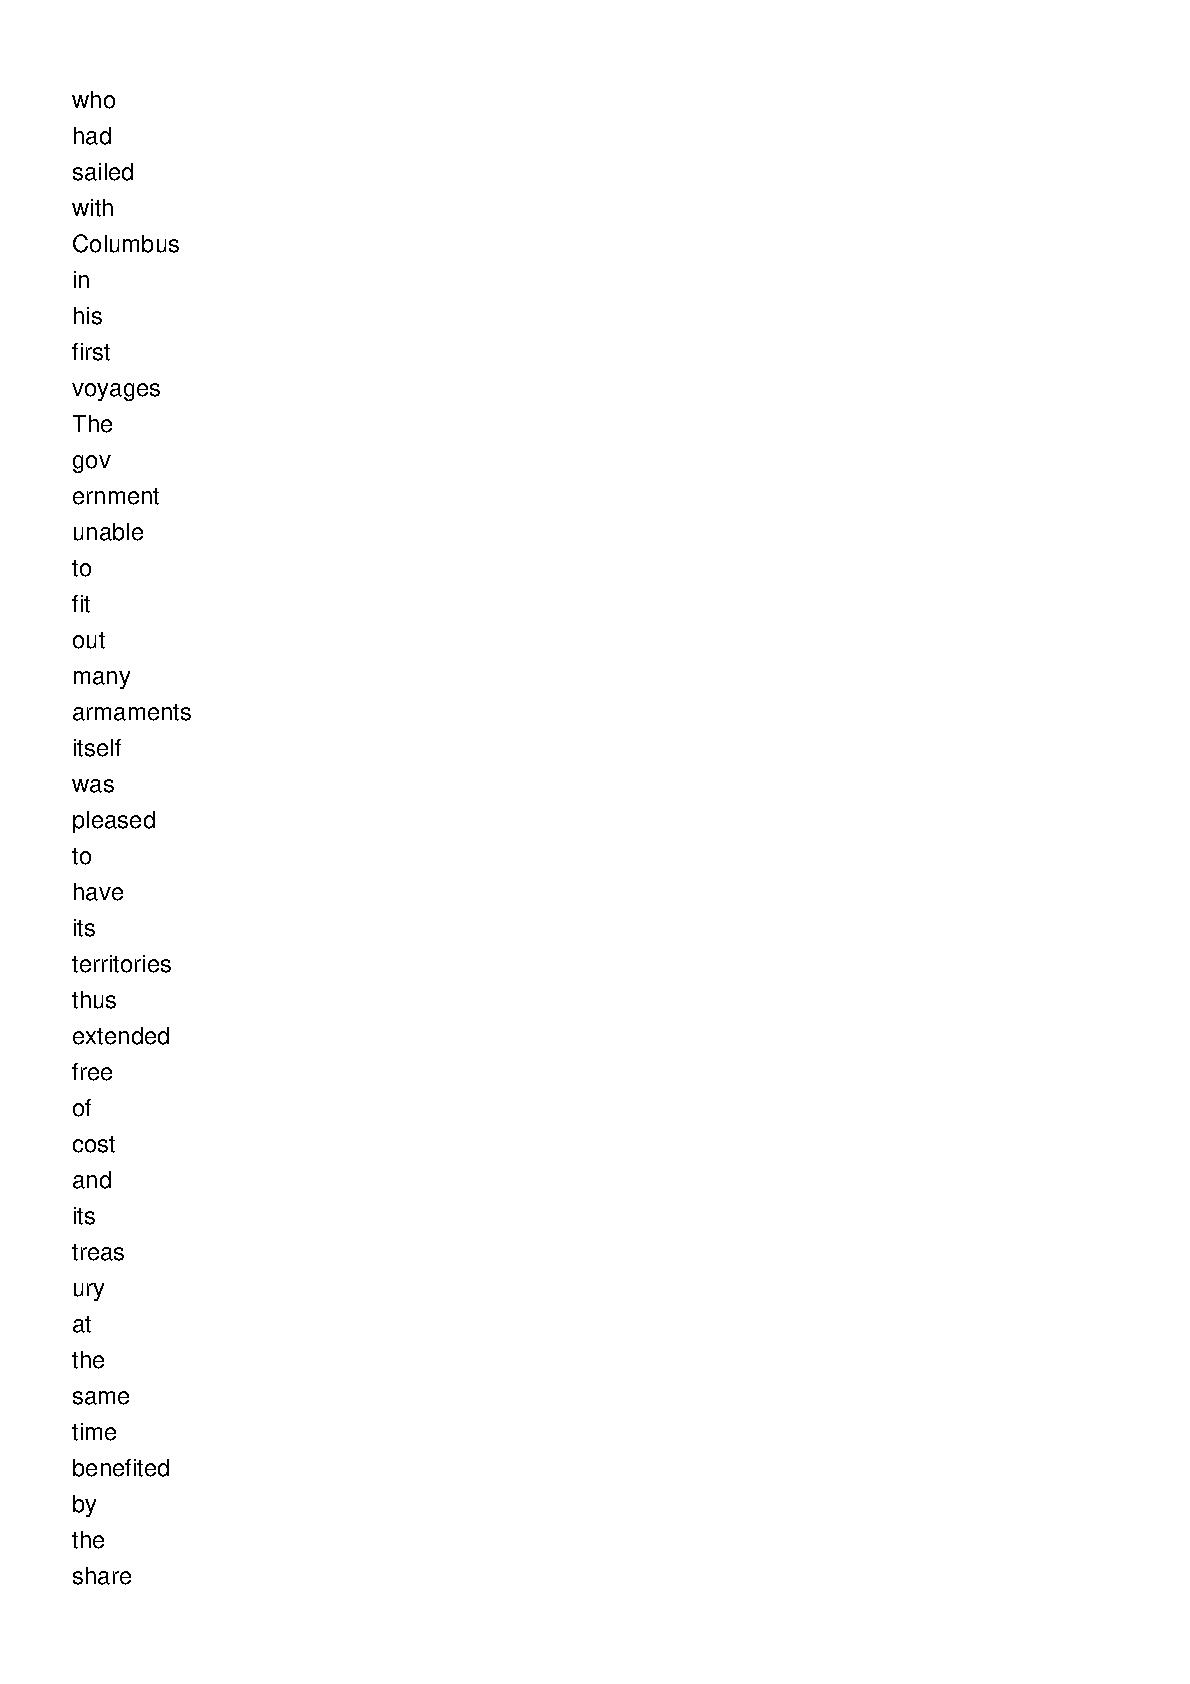 who
had
sailed
with
Columbus
in
his
first
voyages
The
gov
ernment
unable
to
fit
out
many
armaments
itself
was
pleased
to
have
its
territories
thus
extended
free
of
cost
and
its
treas
ury
at
the
same
time
benefited
by
the
share